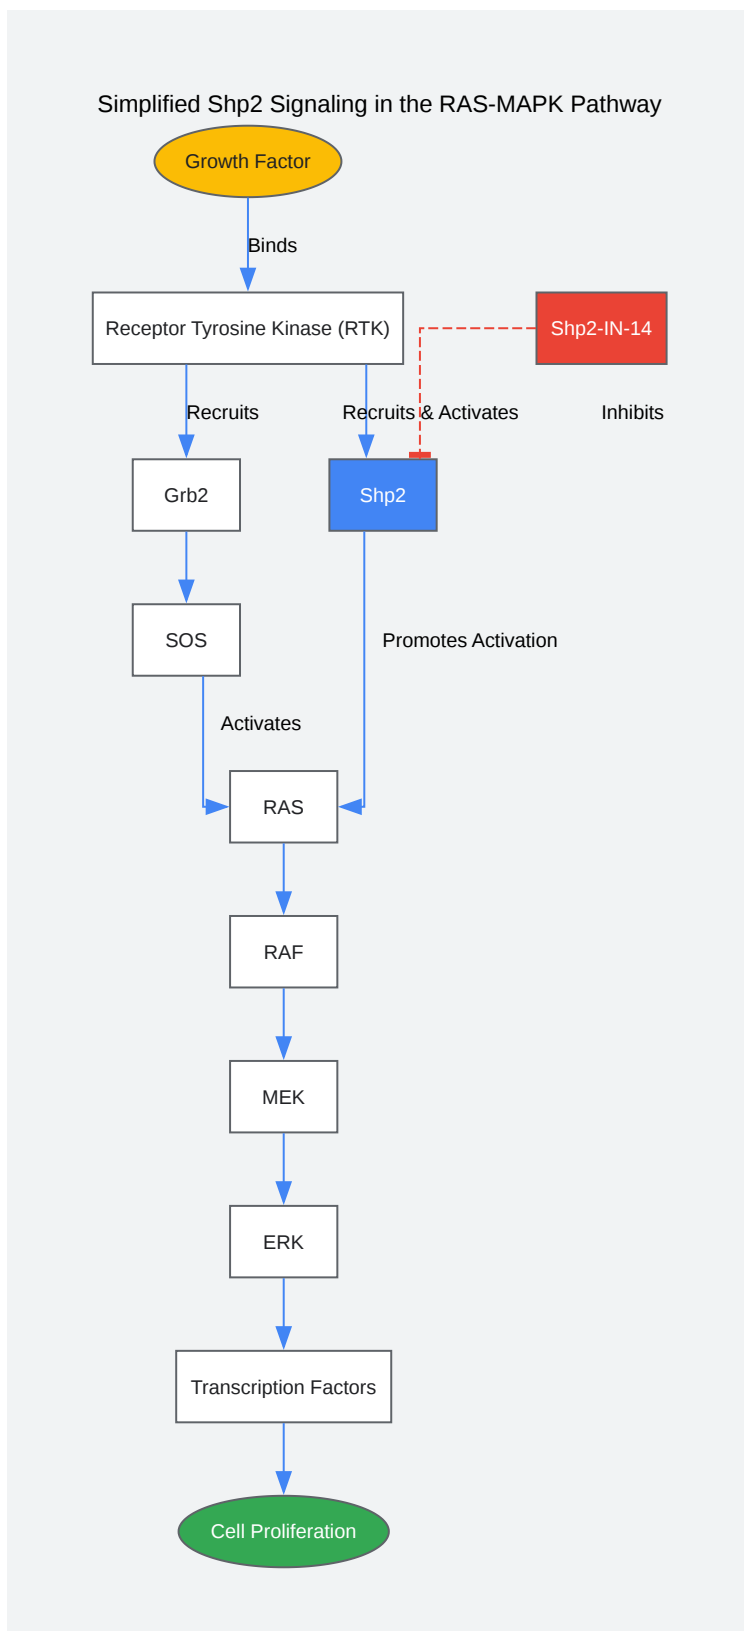 Simplified Shp2 Signaling in the RAS-MAPK Pathway
Growth Factor
Binds
Receptor Tyrosine Kinase (RTK)
Shp2-IN-14
Recruits
Recruits & Activates
Inhibits
Grb2
Shp2
SOS
Promotes Activation
Activates
RAS
RAF
MEK
ERK
Transcription Factors
Cell Proliferation